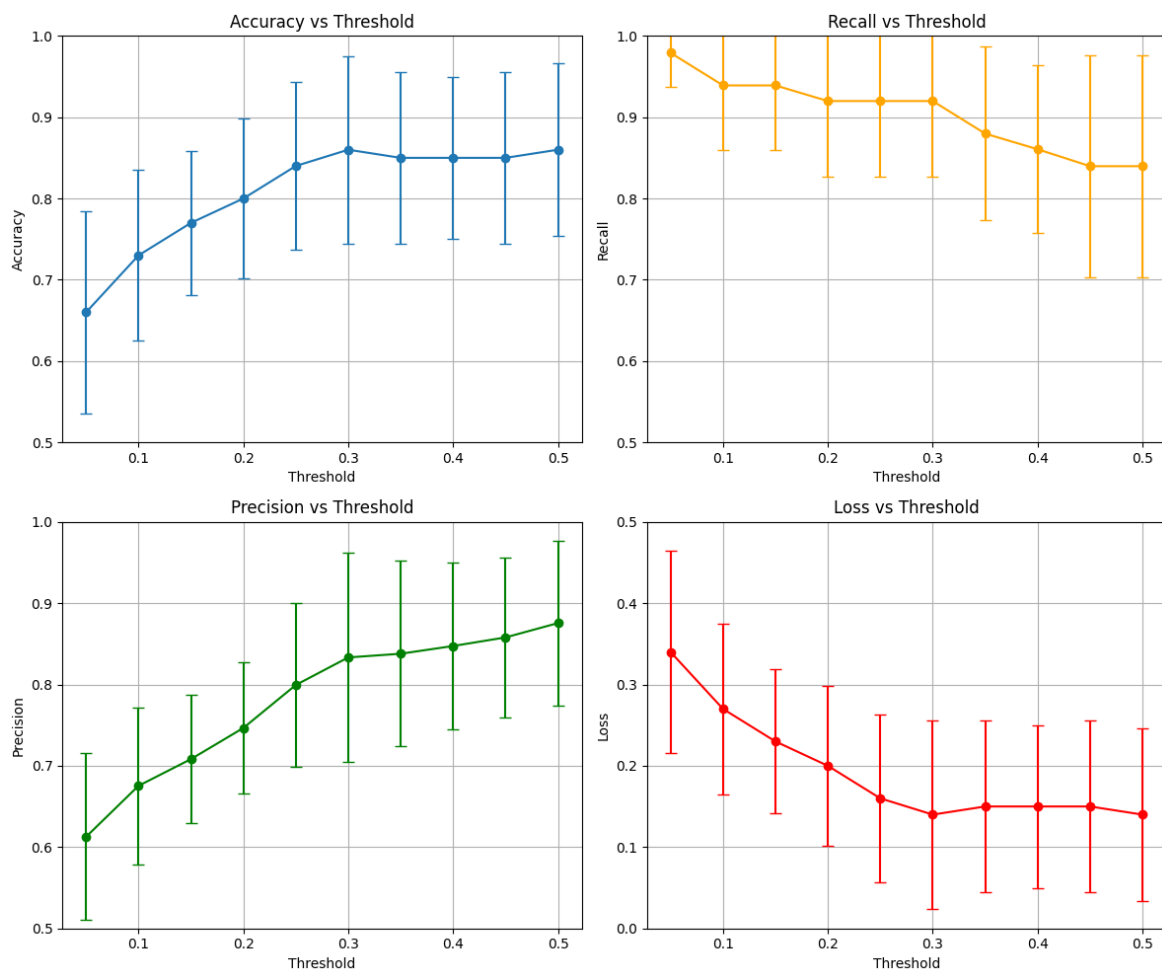 Accuracy vs Threshold
1.0
0.9
0.8
0.7
0.6
0.5
Accuracy
0.1 0.2 0.3 0.4 0.5
Threshold
Recall vs Threshold
1.0
0.9
0.8
0.7
0.6
0.5
Recall
0.1 0.2 0.3 0.4 0.5
Threshold
Precision vs Threshold
1.0
0.9
0.8
0.7
0.6
0.5
Precision
0.1 0.2 0.3 0.4 0.5
Threshold
Loss vs Threshold
0.5
0.4
0.3
0.2
0.1
0.0
Loss
0.1 0.2 0.3 0.4 0.5
Threshold